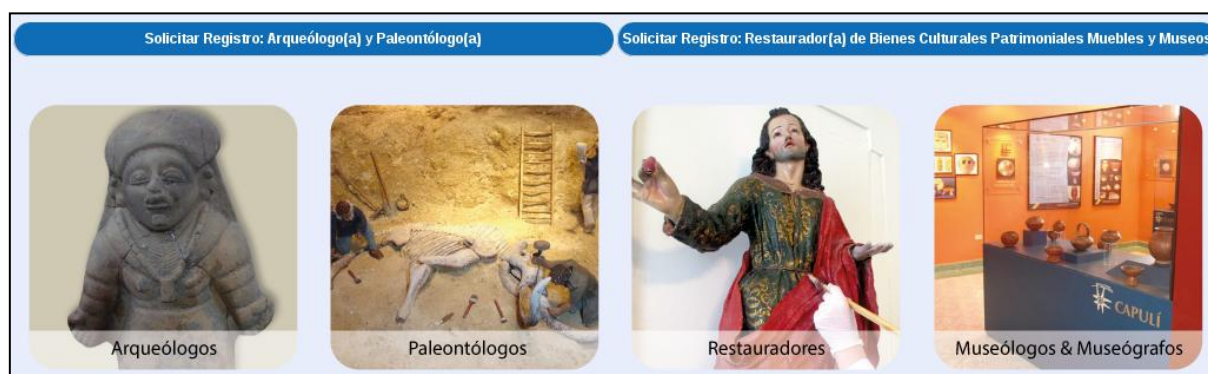 Solicitar Registro: Arqueólogo(a) y Paleontólogo(a)
Solicitar Registro: Restaurador(a) de Bienes Culturales Patrimoniales Muebles y Museos
Arqueólogos
Paleontólogos
Restauradores
CAPULÍ
Museólogos & Museógrafos